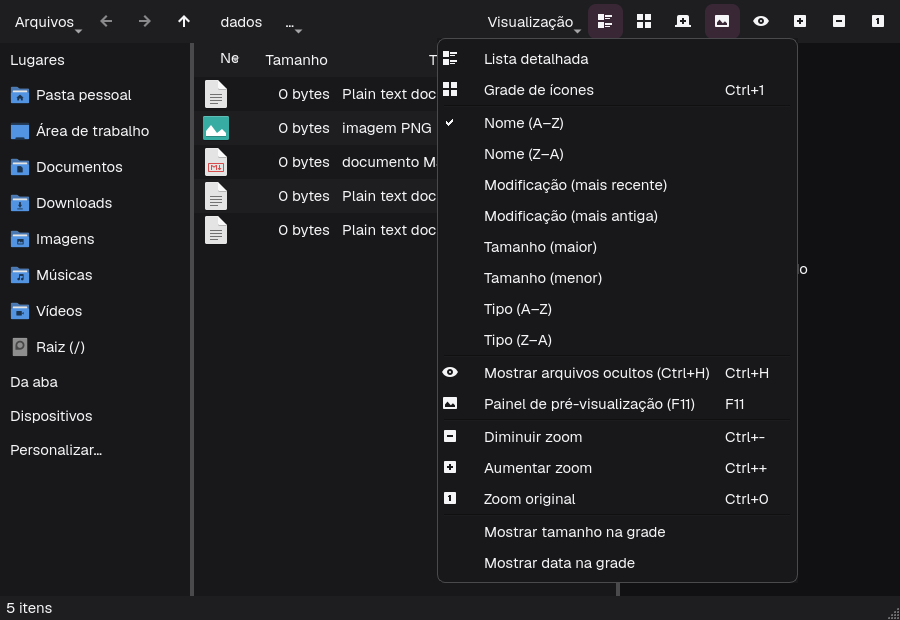 Arquivos dados ... Visualização
Lugares
Pasta pessoal
Área de trabalho
Documentos
Downloads
Imagens
Músicas
Vídeos
Raiz (/)
Da aba
Dispositivos
Personalizar...
Tamanho T
0 bytes Plain text doc
0 bytes imagem PNG
0 bytes documento M
0 bytes Plain text doc
0 bytes Plain text doc
Lista detalhada
Grade de ícones Ctrl+1
Nome (A–Z)
Nome (Z–A)
Modificação (mais recente)
Modificação (mais antiga)
Tamanho (maior)
Tamanho (menor)
Tipo (A–Z)
Tipo (Z–A)
Mostrar arquivos ocultos (Ctrl+H) Ctrl+H
Painel de pré-visualização (F11) F11
Diminuir zoom Ctrl+-
Aumentar zoom Ctrl++
Zoom original Ctrl+0
Mostrar tamanho na grade
Mostrar data na grade
5 itens